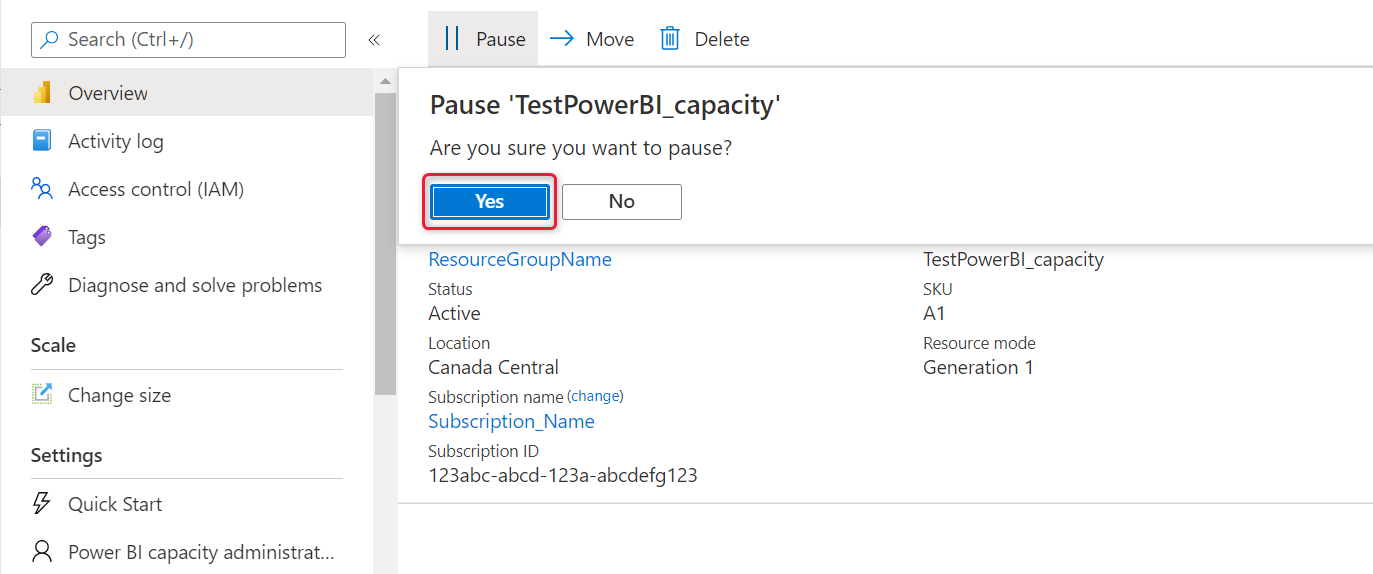 Search (Ctrl+/)
«
Pause
Move
Delete
Overview
Activity log
Access control (IAM)
Tags
Diagnose and solve problems
Scale
Change size
Settings
Quick Start
Power BI capacity administrat...
Pause 'TestPowerBI_capacity'
Are you sure you want to pause?
Yes
No
ResourceGroupName
TestPowerBI_capacity
Status
SKU
Active
A1
Location
Resource mode
Canada Central
Generation 1
Subscription name (change)
Subscription_Name
Subscription ID
123abc-abcd-123a-abcdefg123